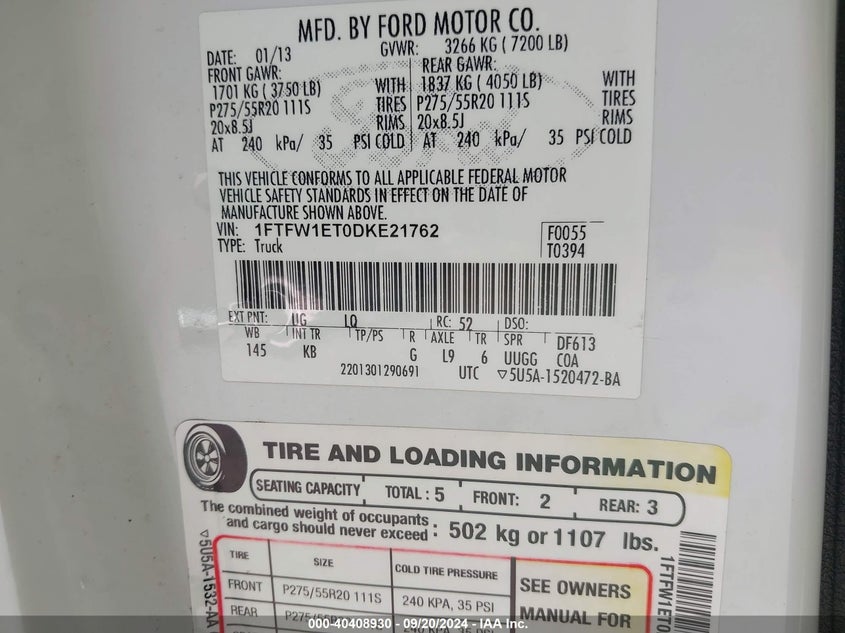 MFD. BY FORD MOTOR CO.
DATE: 01/13 GVWR: 3266 KG ( 7200 LB)
FRONT GAWR: REAR GAWR:
1701 KG ( 3750 LB) WITH 1837 KG ( 4050 LB) WITH
P275/55R20 111S TIRES P275/55R20 111S TIRES
20x8.5J RIMS 20x8.5J RIMS
AT 240 kPa/ 35 PSI COLD AT 240 kPa/ 35 PSI COLD
THIS VEHICLE CONFORMS TO ALL APPLICABLE FEDERAL MOTOR
VEHICLE SAFETY STANDARDS IN EFFECT ON THE DATE OF
MANUFACTURE SHOWN ABOVE.
VIN: 1FTFW1ET0DKE21762 F0055
TYPE: Truck T0394
EXT PNT: UG LQ RC: 52 DSO:
WB INT TR TP/PS R AXLE TR SPR DF613
145 KB G L9 6 UUGG COA
2201301290691 UTC ▽5U5A-1520472-BA
TIRE AND LOADING INFORMATION
SEATING CAPACITY TOTAL : 5 FRONT: 2 REAR: 3
The combined weight of occupants
and cargo should never exceed : 502 kg or 1107 lbs.
▽5U5A-1532-AA
1FTFW1ET0
TIRE SIZE COLD TIRE PRESSURE SEE OWNERS
FRONT P275/55R20 111S 240 KPA, 35 PSI MANUAL FOR
REAR
000-40408930 - 09/20/2024 - IAA Inc.